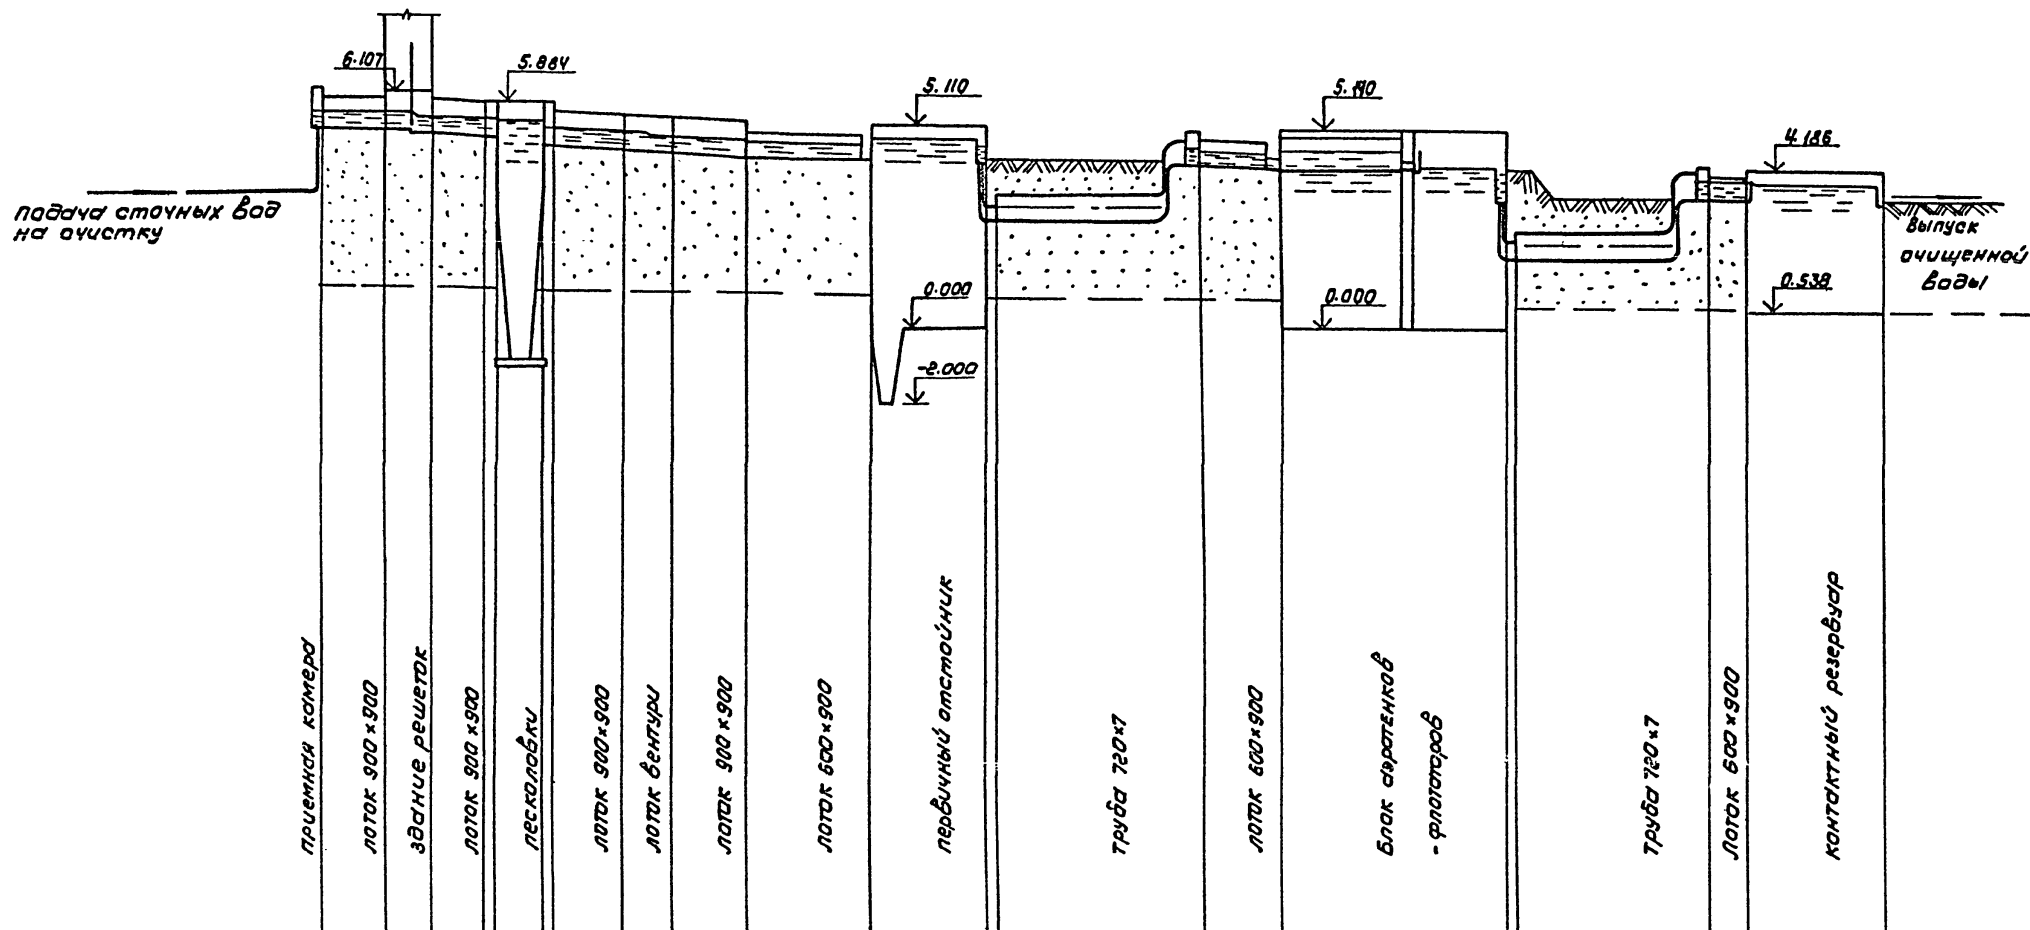 6.107
5.884
5.110
4.186
подача сточных вод
на очистку
выпуск
очищенной
воды
0.000
0.000
0.538
-2.000
приемная камера
лоток 900×900
здание решеток
лоток 900×900
песколовки
лоток 900×900
лоток вентури
лоток 900×900
лоток 600×900
первичный отстойник
труба 720×7
лоток 600×900
блок аэротенков
-флотаторов
труба 720×7
лоток 600×900
контактный резервуар